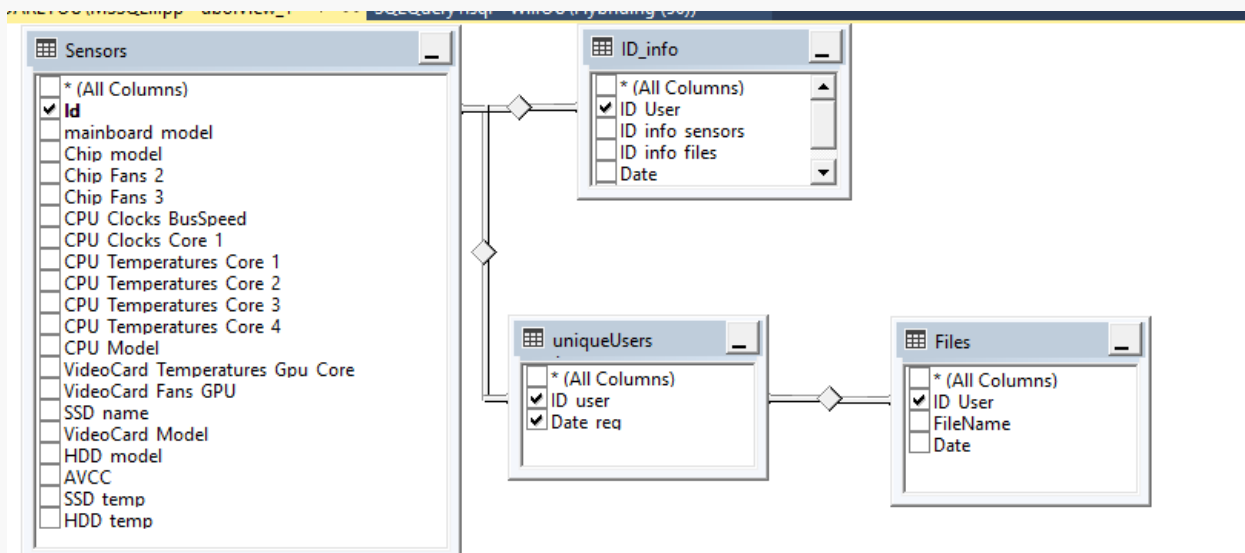 Sensors
* (All Columns)
Id
mainboard model
Chip model
Chip Fans 2
Chip Fans 3
CPU Clocks BusSpeed
CPU Clocks Core 1
CPU Temperatures Core 1
CPU Temperatures Core 2
CPU Temperatures Core 3
CPU Temperatures Core 4
CPU Model
VideoCard Temperatures Gpu Core
VideoCard Fans GPU
SSD name
VideoCard Model
HDD model
AVCC
SSD temp
HDD temp
ID_info
* (All Columns)
ID User
ID info sensors
ID info files
Date
uniqueUsers
* (All Columns)
ID user
Date reg
Files
* (All Columns)
ID User
FileName
Date